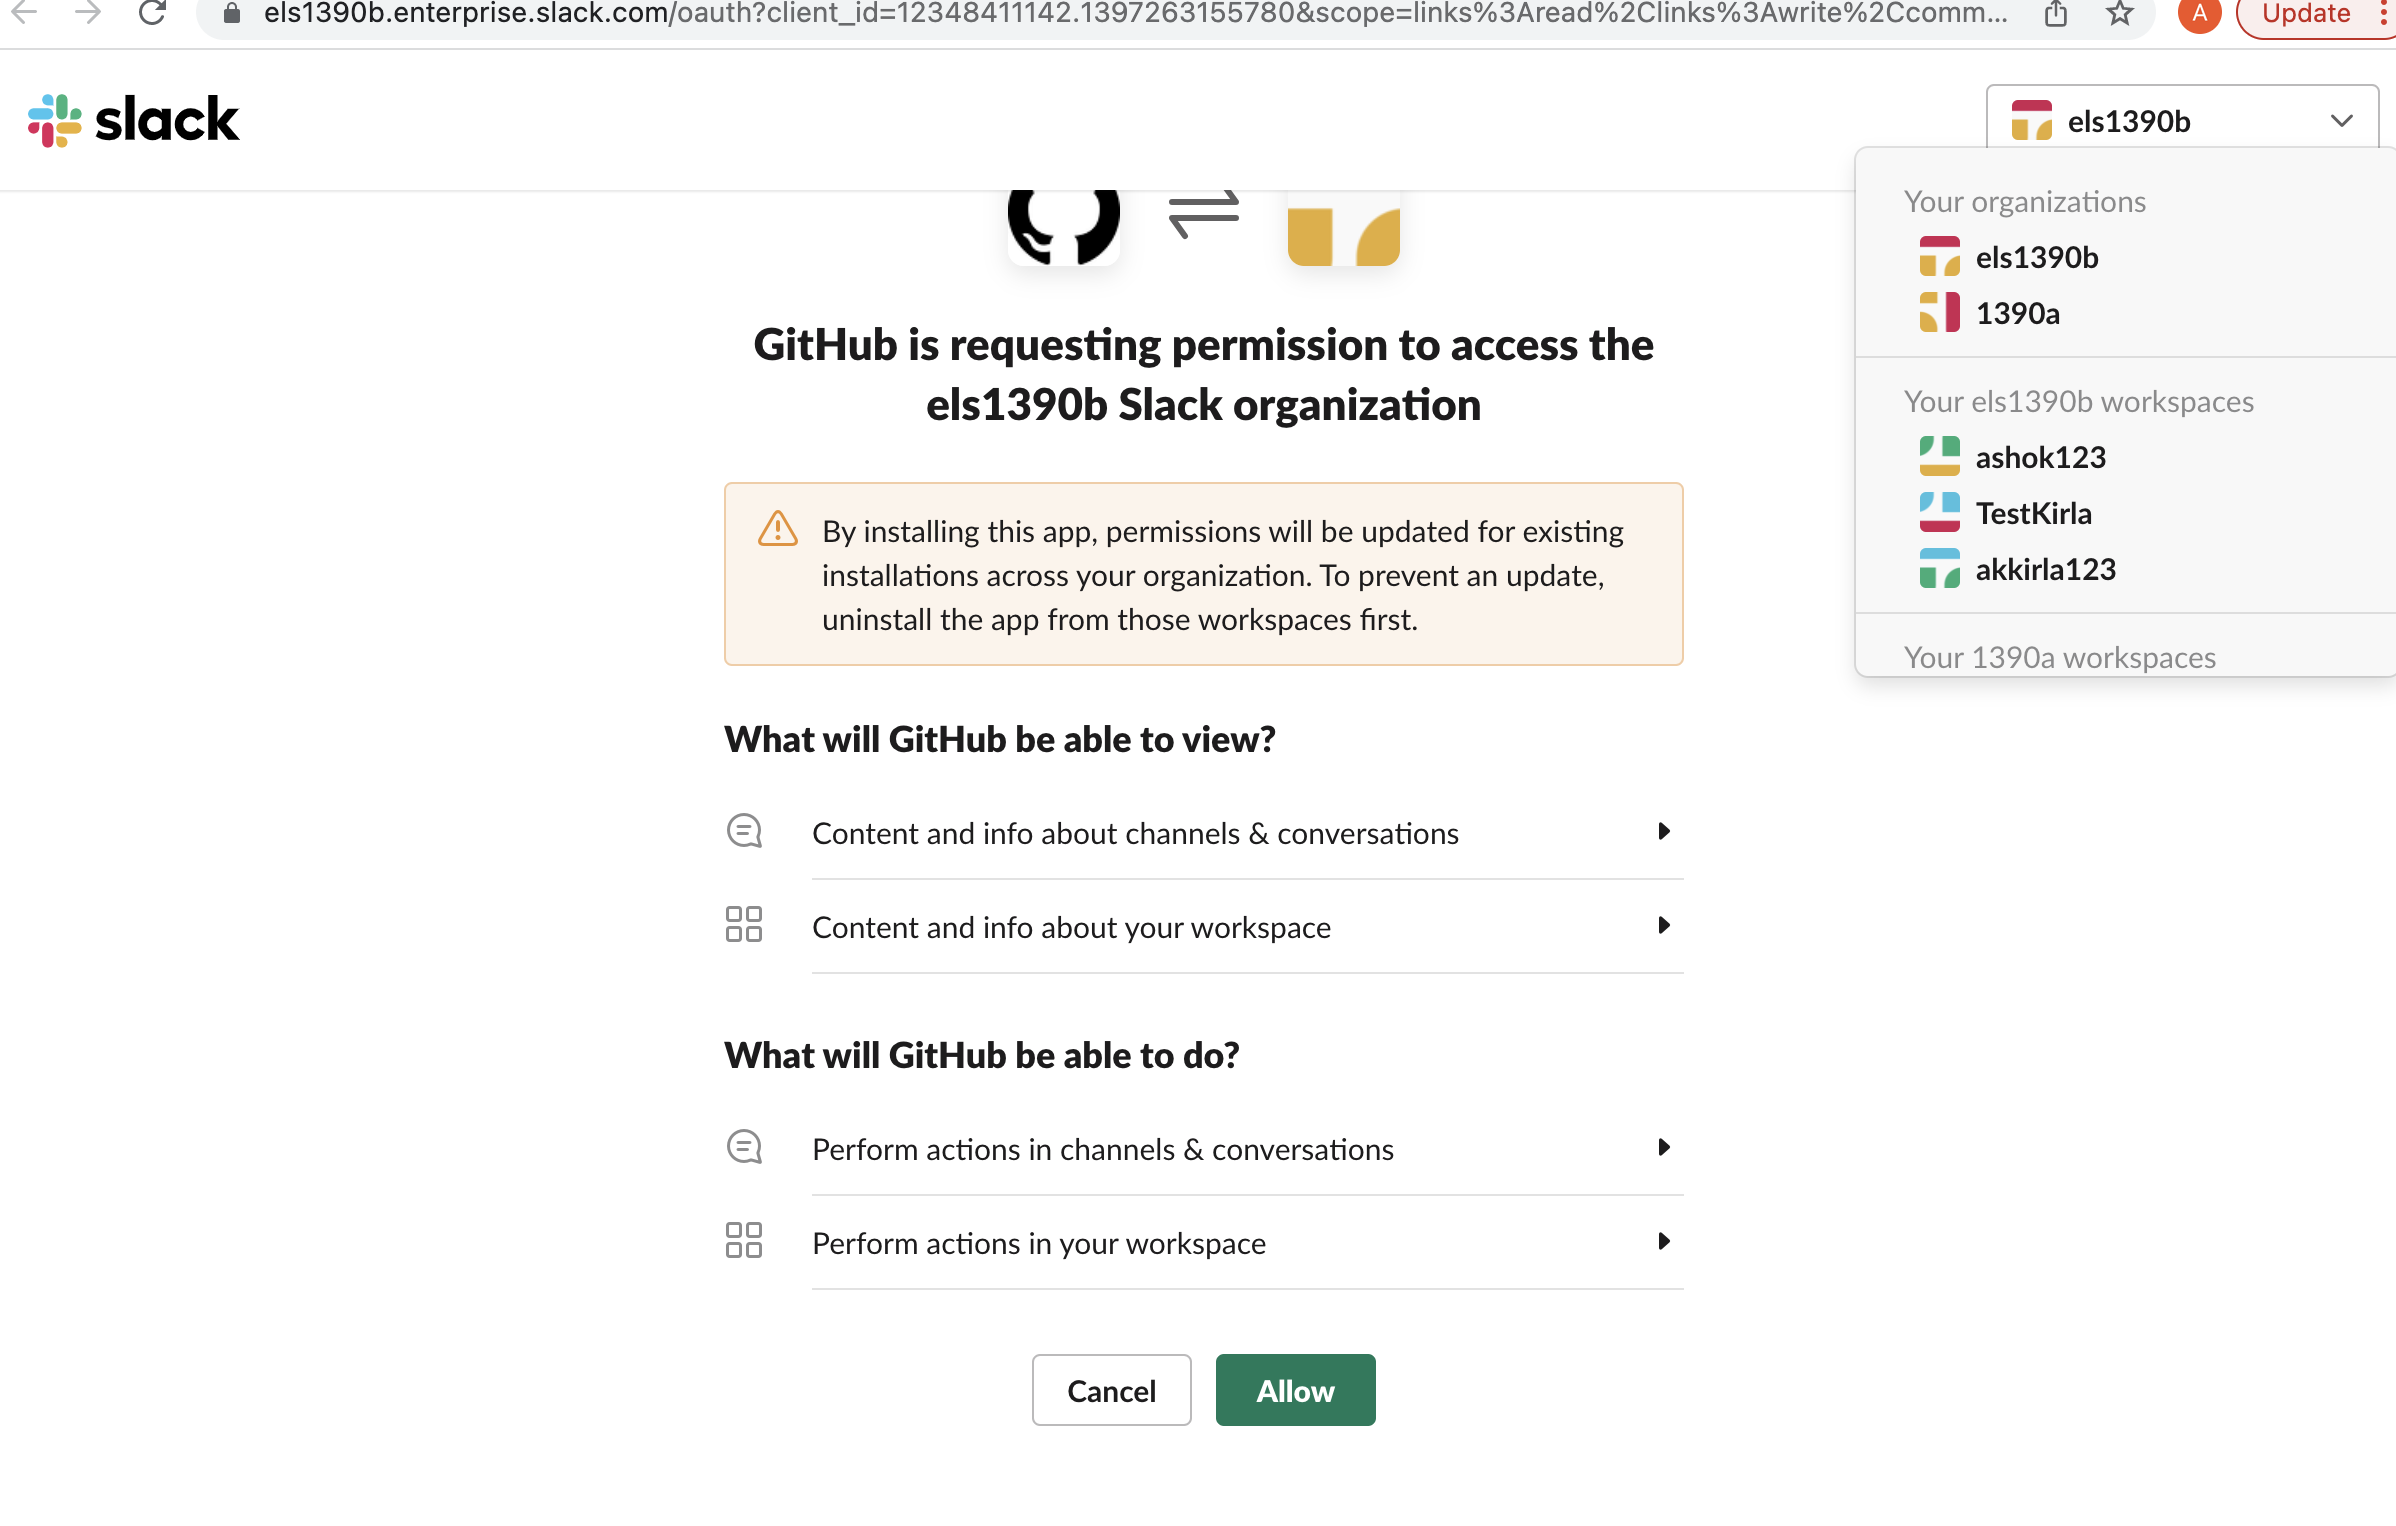 els1390b.enterprise.slack.com/oauth?client_id=12348411142.1397263155780&scope=links%3Aread%2Clinks%3Awrite%2Ccomm...
A
Update
slack
els1390b
Your organizations
els1390b
1390a
Your els1390b workspaces
ashok123
TestKirla
akkirla123
Your 1390a workspaces
GitHub is requesting permission to access the
els1390b Slack organization
By installing this app, permissions will be updated for existing
installations across your organization. To prevent an update,
uninstall the app from those workspaces first.
What will GitHub be able to view?
Content and info about channels & conversations
Content and info about your workspace
What will GitHub be able to do?
Perform actions in channels & conversations
Perform actions in your workspace
Cancel
Allow